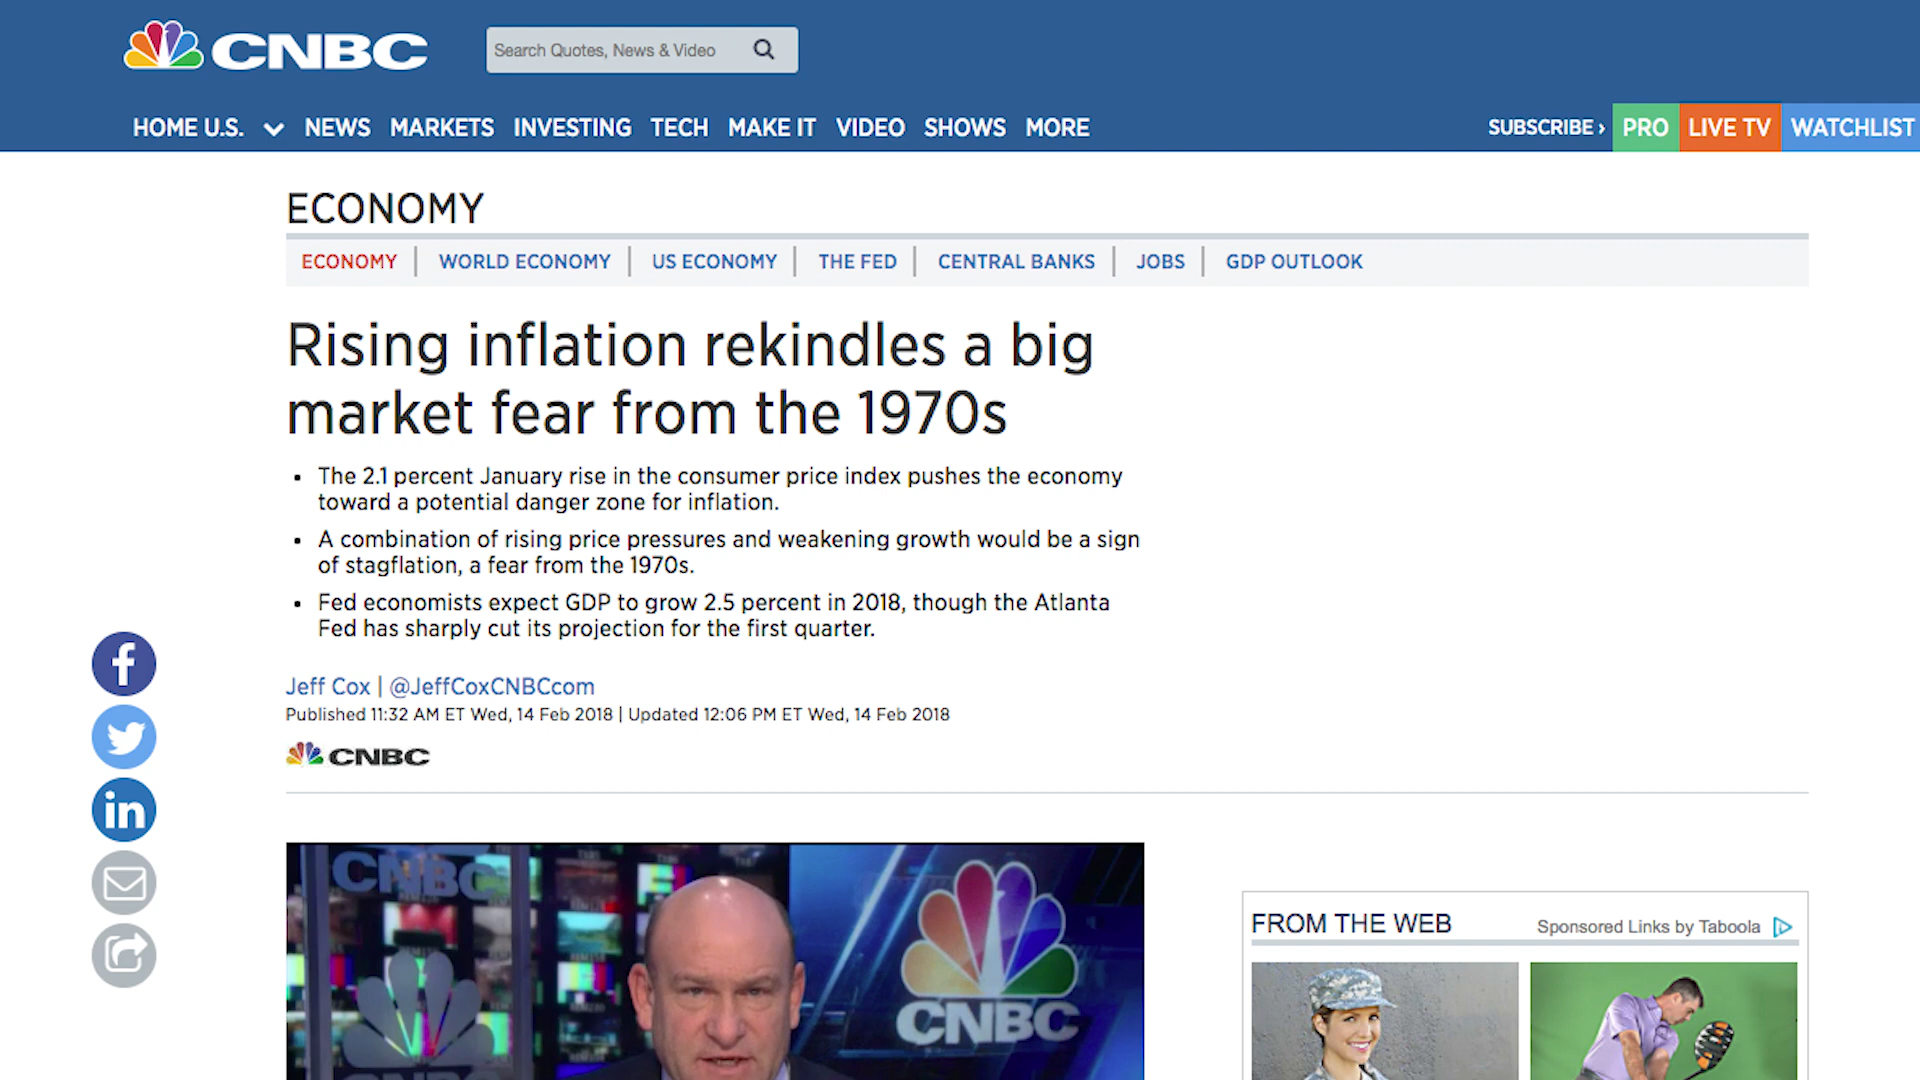 CNBC
Search Quotes, News & Video
HOME U.S. NEWS MARKETS INVESTING TECH MAKE IT VIDEO SHOWS MORE
SUBSCRIBE › PRO LIVE TV WATCHLIST
ECONOMY
ECONOMY | WORLD ECONOMY | US ECONOMY | THE FED | CENTRAL BANKS | JOBS | GDP OUTLOOK
Rising inflation rekindles a big
market fear from the 1970s
• The 2.1 percent January rise in the consumer price index pushes the economy
toward a potential danger zone for inflation.
• A combination of rising price pressures and weakening growth would be a sign
of stagflation, a fear from the 1970s.
• Fed economists expect GDP to grow 2.5 percent in 2018, though the Atlanta
Fed has sharply cut its projection for the first quarter.
Jeff Cox | @JeffCoxCNBCcom
Published 11:32 AM ET Wed, 14 Feb 2018 | Updated 12:06 PM ET Wed, 14 Feb 2018
CNBC
CNBC
CNBC
CNBC
FROM THE WEB
Sponsored Links by Taboola